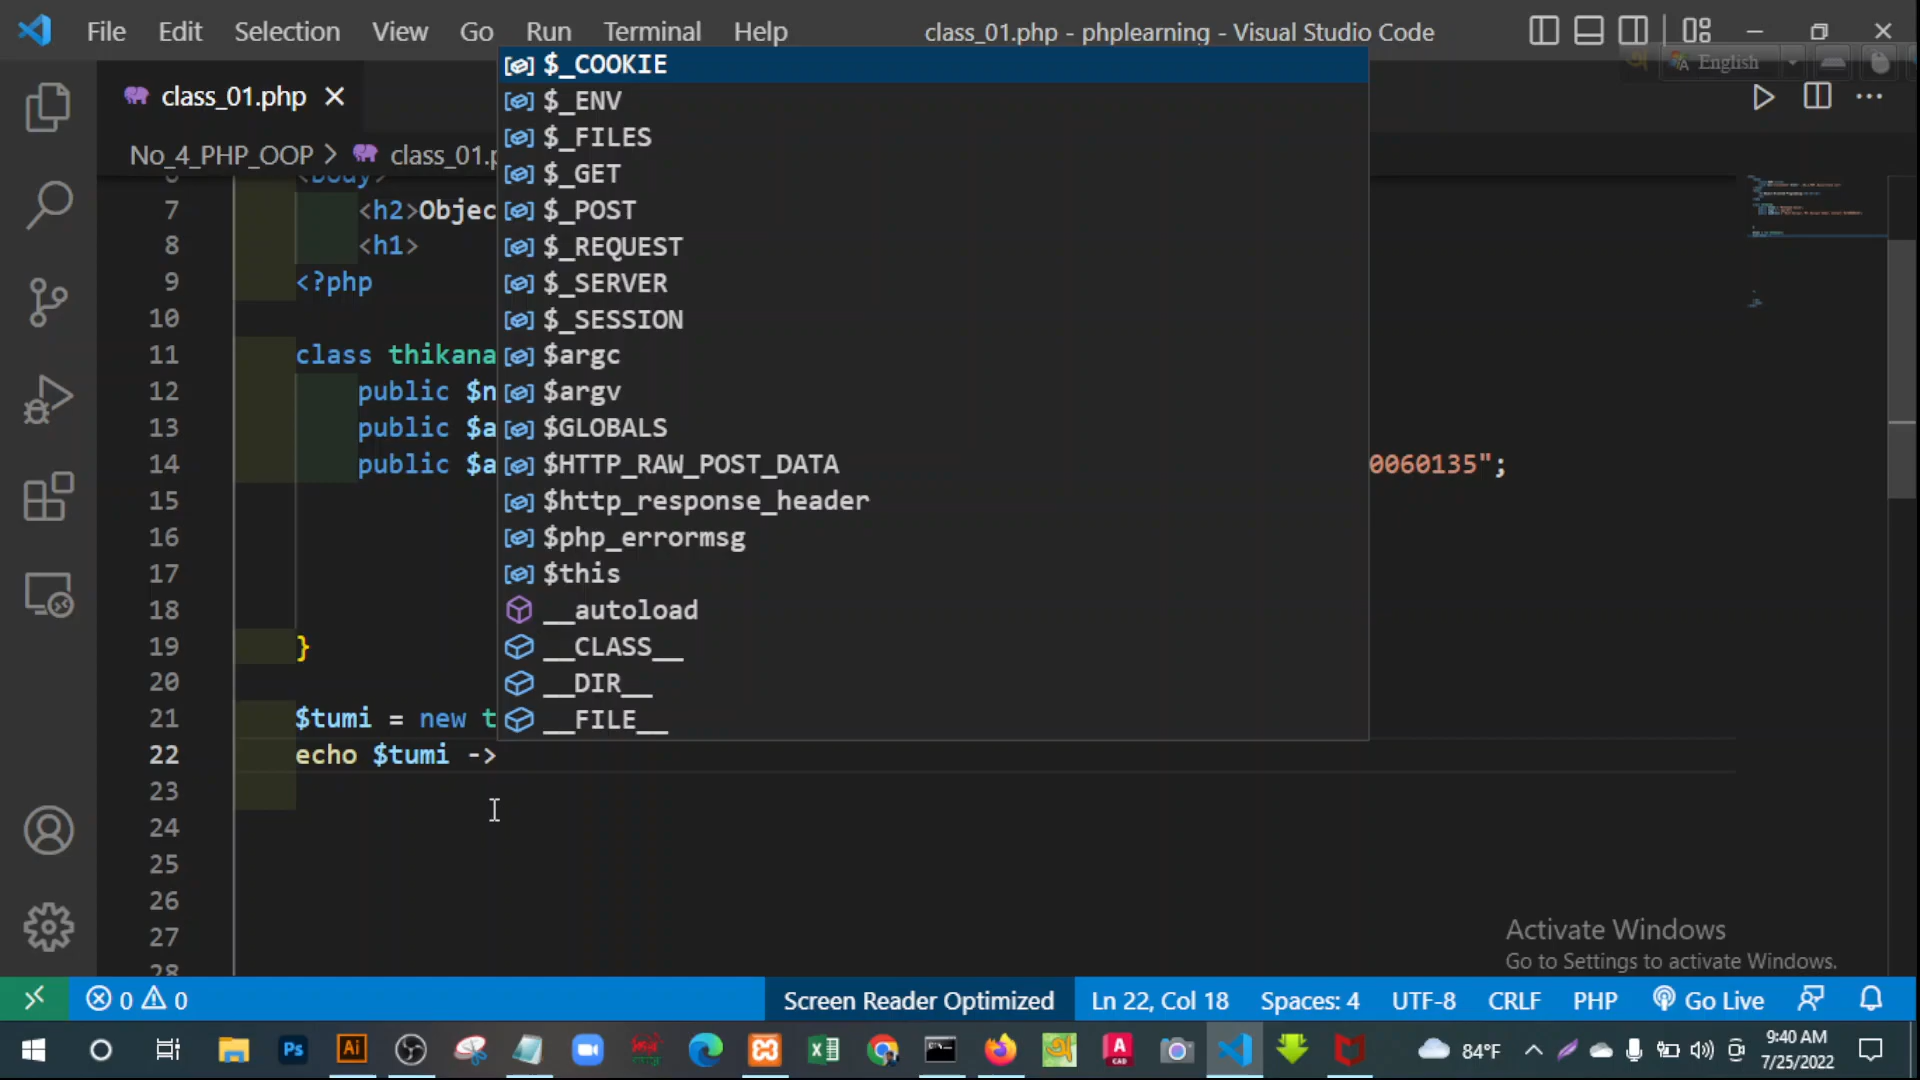 File Edit Selection View Go Run Terminal Help class_01.php - phplearning - Visual Studio Code
English
class_01.php
No_4_PHP_OOP > class_01.p
$_COOKIE
$_ENV
$_FILES
$_GET
$_POST
$_REQUEST
$_SERVER
$_SESSION
$argc
$argv
$GLOBALS
$HTTP_RAW_POST_DATA
$http_response_header
$php_errormsg
$this
__autoload
__CLASS__
__DIR__
__FILE__
<body>
7 <h2>Objec
8 <h1>
9 <?php
10
11 class thikana
12 public $n
13 public $a
14 public $a 0060135";
15
16
17
18
19 }
20
21 $tumi = new t
22 echo $tumi ->
23
24
25
26
27
28
Activate Windows
Go to Settings to activate Windows.
0 0 Screen Reader Optimized Ln 22, Col 18 Spaces: 4 UTF-8 CRLF PHP Go Live
Ps Ai 84°F 9:40 AM
7/25/2022